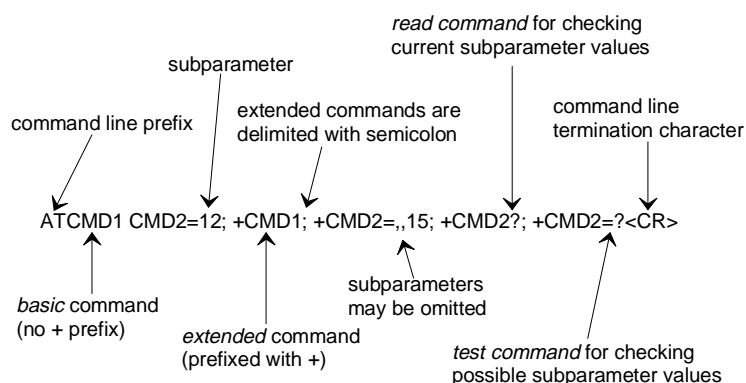 read command for checking
current subparameter values
subparameter
extended commands are
delimited with semicolon
command line
termination character
command line prefix
ATCMD1 CMD2=12; +CMD1; +CMD2=,,15; +CMD2?; +CMD2=?<CR>
basic command
(no + prefix)
extended command
(prefixed with +)
subparameters
may be omitted
test command for checking
possible subparameter values